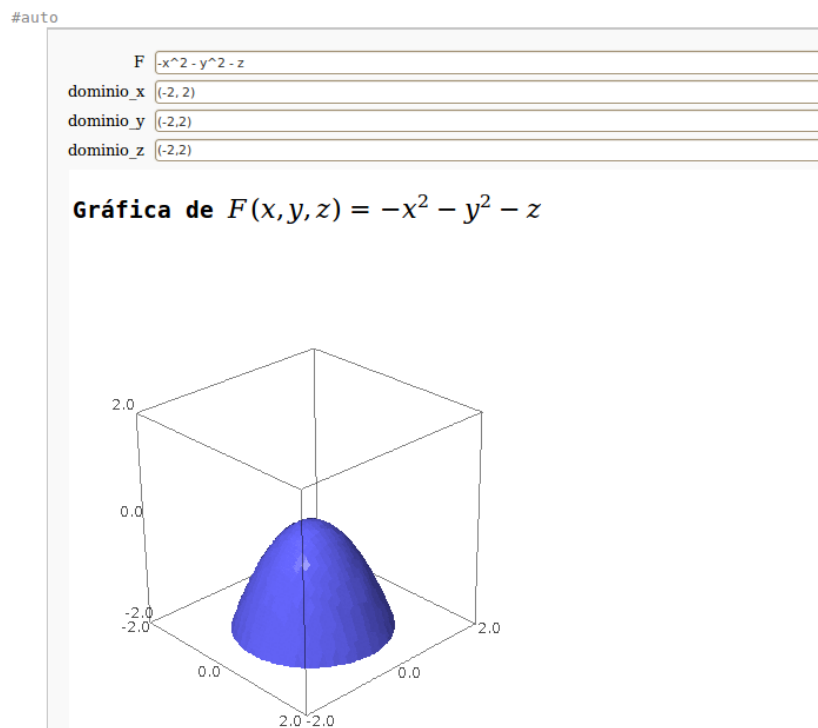 #auto
F -x^2 - y^2 - z
dominio_x (-2, 2)
dominio_y (-2,2)
dominio_z (-2,2)
Gráfica de F(x,y,z) = −x² − y² − z
2.0
0.0
-2.0
-2.0
2.0
0.0
0.0
2.0 -2.0